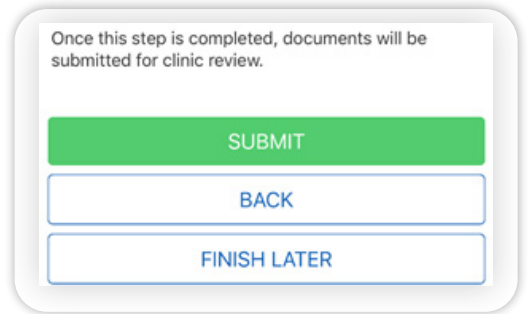 Once this step is completed, documents will be
submitted for clinic review.
SUBMIT
BACK
FINISH LATER